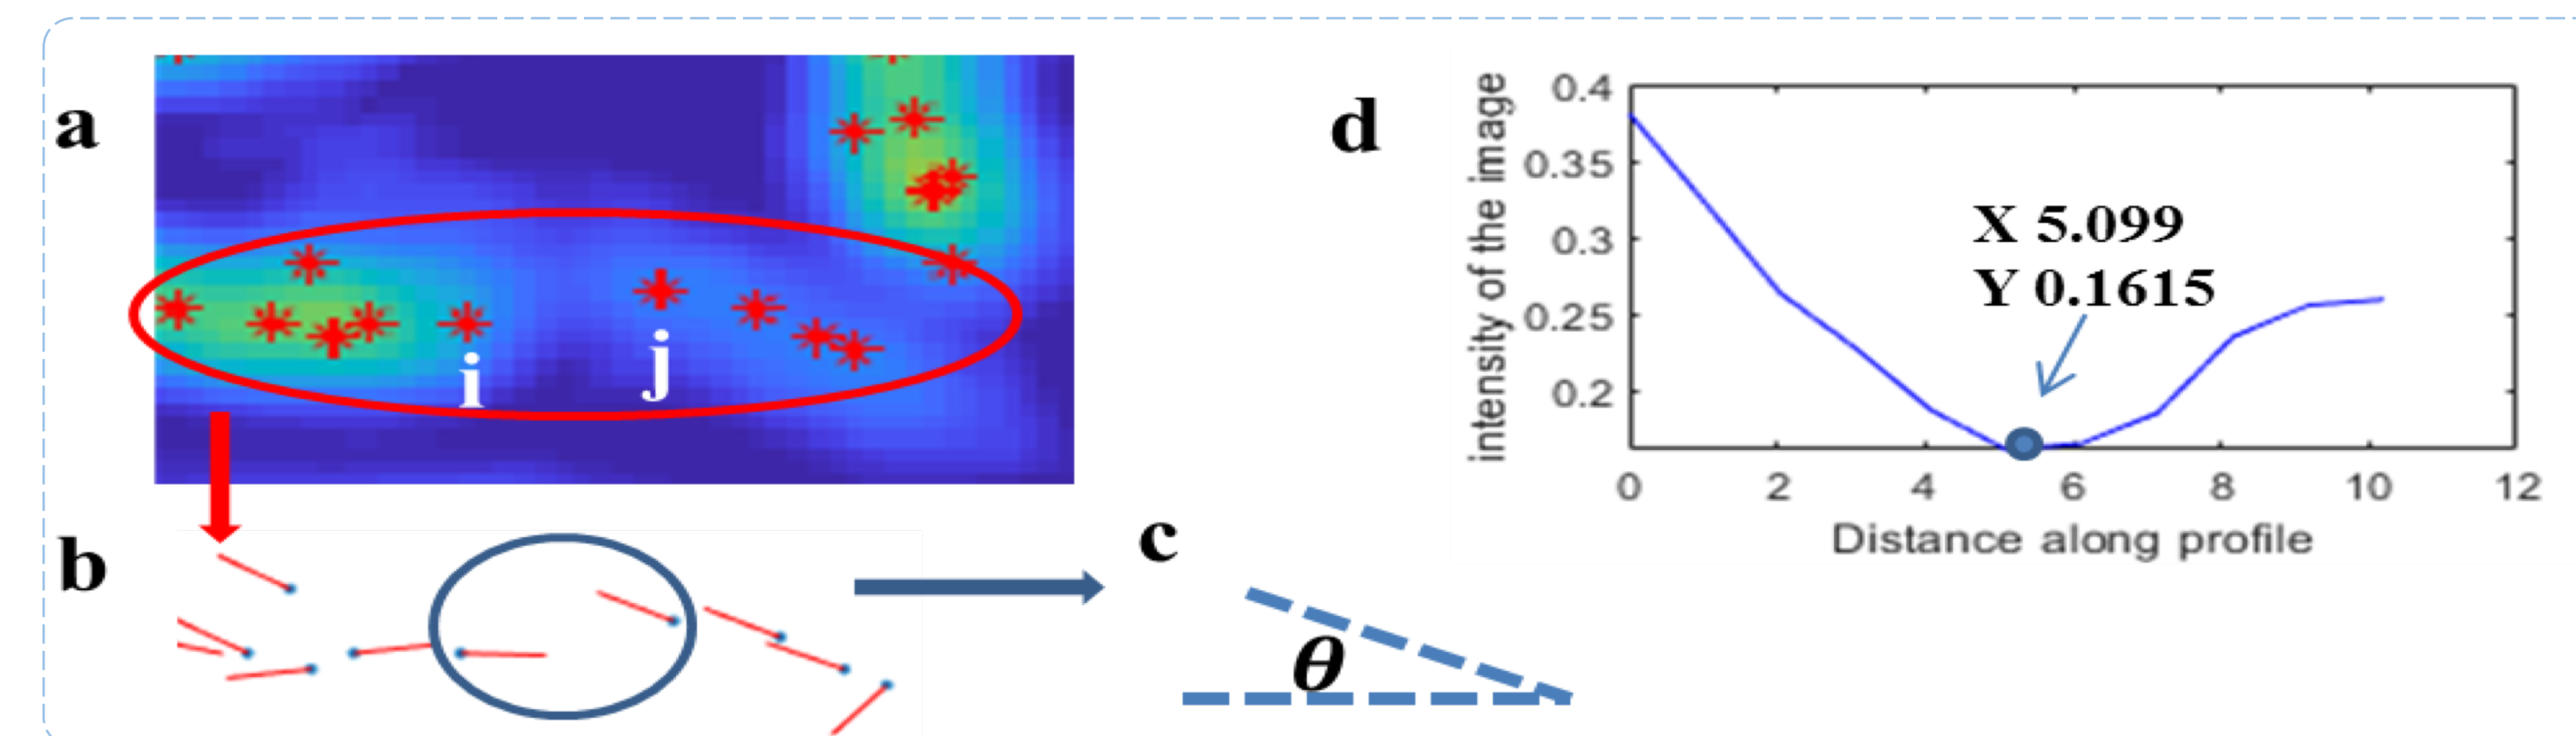 a
i
j
b
c
θ
d
intensity of the image
0.4
0.35
0.3
0.25
0.2
X 5.099
Y 0.1615
0 2 4 6 8 10 12
Distance along profile